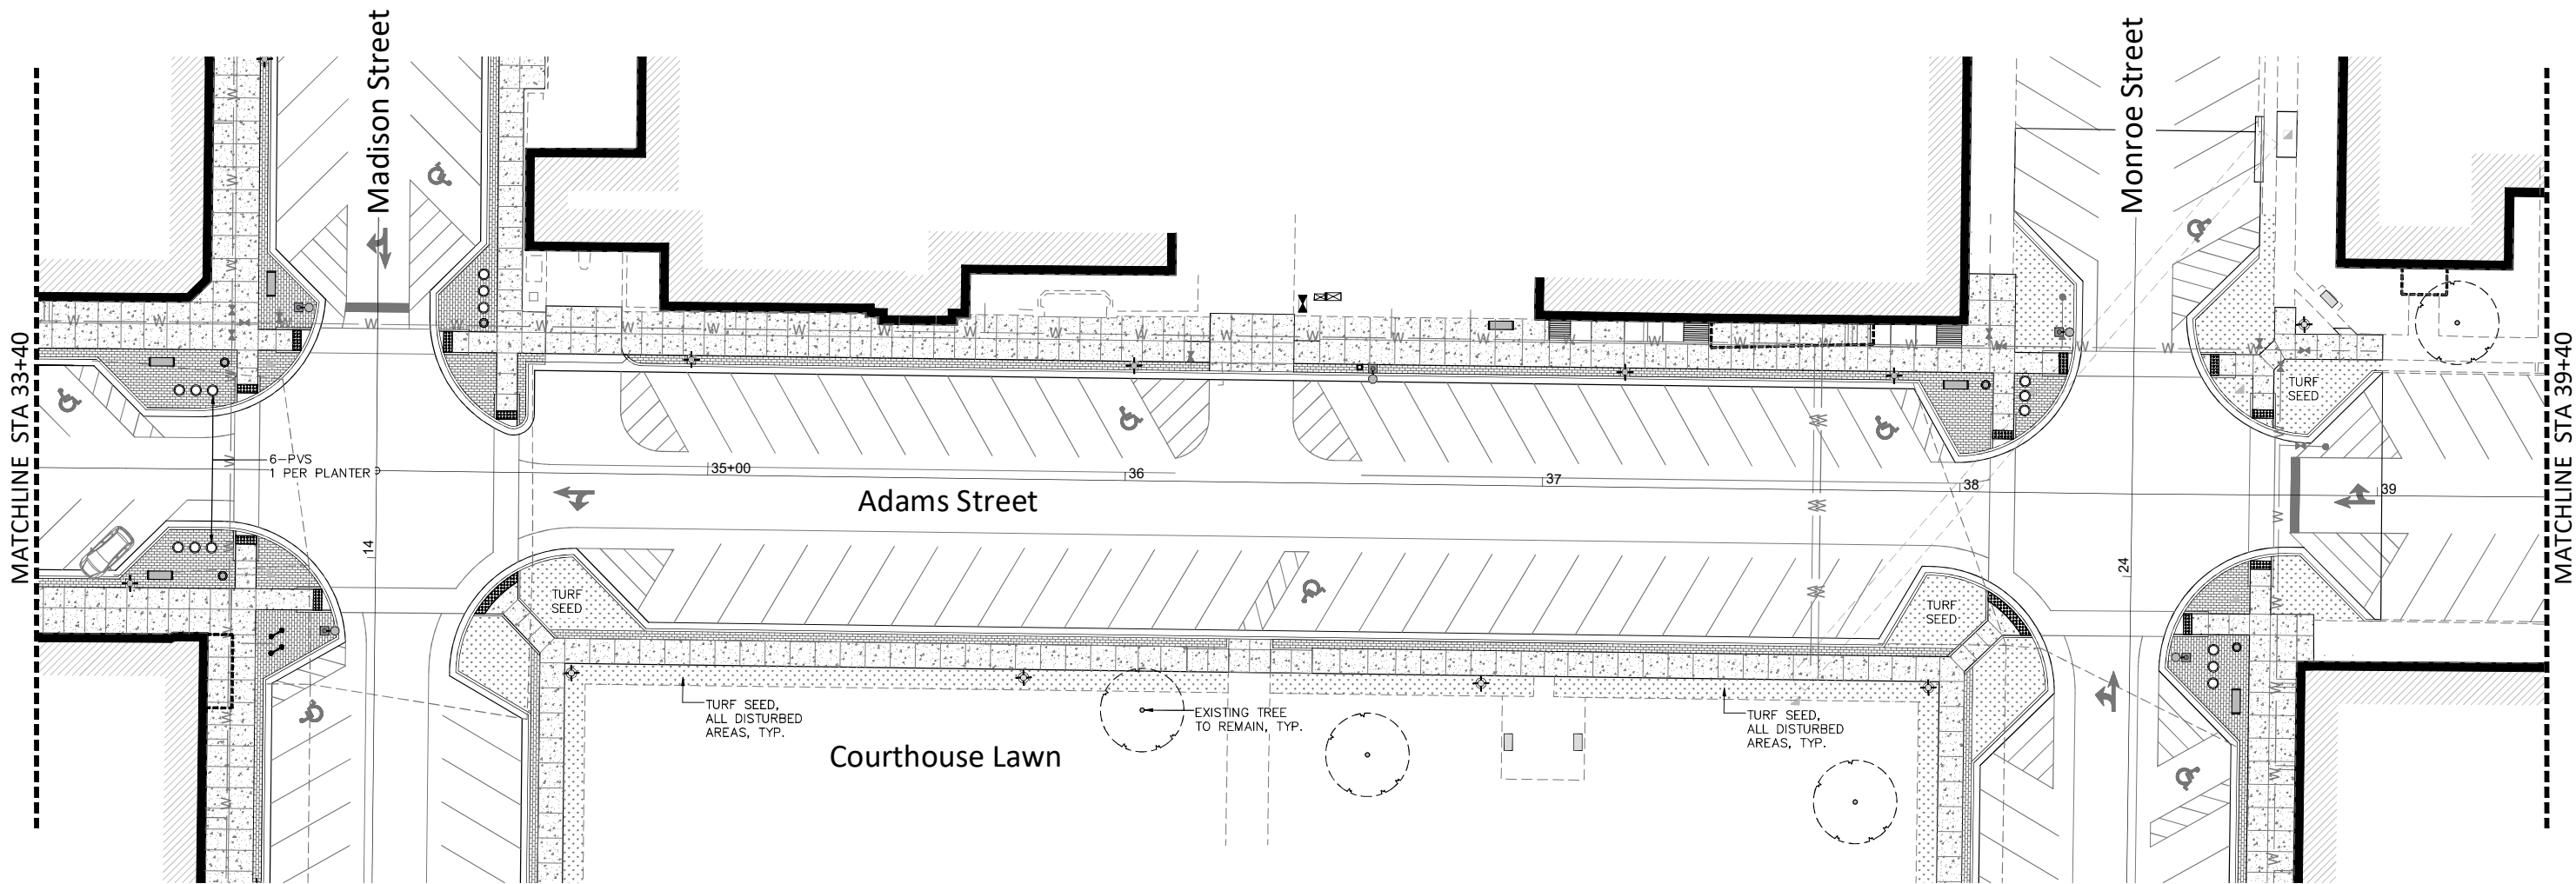 Madison Street
Monroe Street
MATCHLINE STA 33+40
MATCHLINE STA 39+40
TURF
SEED
6-PVS
1 PER PLANTER
35+00
36
37
38
39
Adams Street
14
24
TURF
SEED
TURF
SEED
TURF SEED,
ALL DISTURBED
AREAS, TYP.
EXISTING TREE
TO REMAIN, TYP.
TURF SEED,
ALL DISTURBED
AREAS, TYP.
Courthouse Lawn